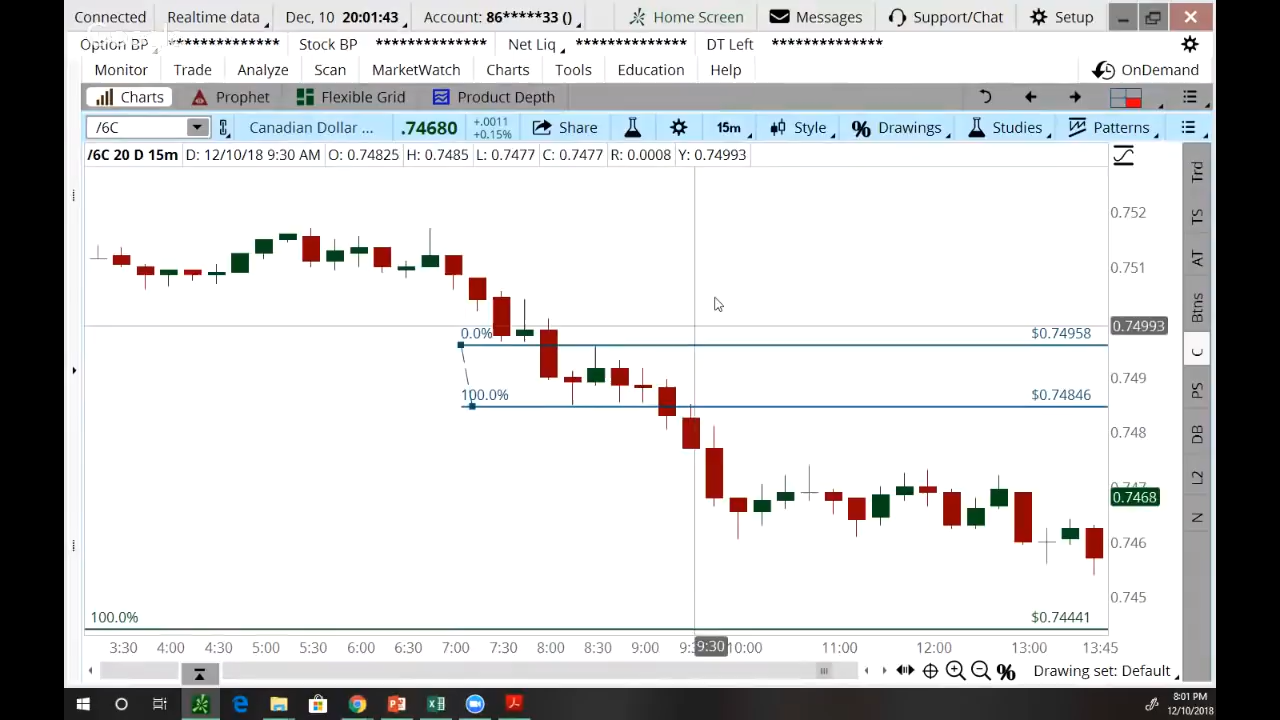 Connected Realtime data Dec, 10 20:01:43 Account: 86*****33 () Home Screen Messages Support/Chat Setup
Option BP ************* Stock BP ************* Net Liq ************* DT Left *************
Monitor Trade Analyze Scan MarketWatch Charts Tools Education Help OnDemand
Charts Prophet Flexible Grid Product Depth
/6C Canadian Dollar ... .74680 +.0011 +0.15% Share 15m Style % Drawings Studies Patterns
/6C 20 D 15m D: 12/10/18 9:30 AM O: 0.74825 H: 0.7485 L: 0.7477 C: 0.7477 R: 0.0008 Y: 0.74993
Trd
TS
AT
Btns
C
PS
DB
L2
N
0.752
0.751
0.74993
0.0% $0.74958
0.749
100.0% $0.74846
0.748
0.7468
0.746
0.745
100.0% $0.74441
3:30 4:00 4:30 5:00 5:30 6:00 6:30 7:00 7:30 8:00 8:30 9:00 9:30 10:00 11:00 12:00 13:00 13:45
% Drawing set: Default
8:01 PM
12/10/2018